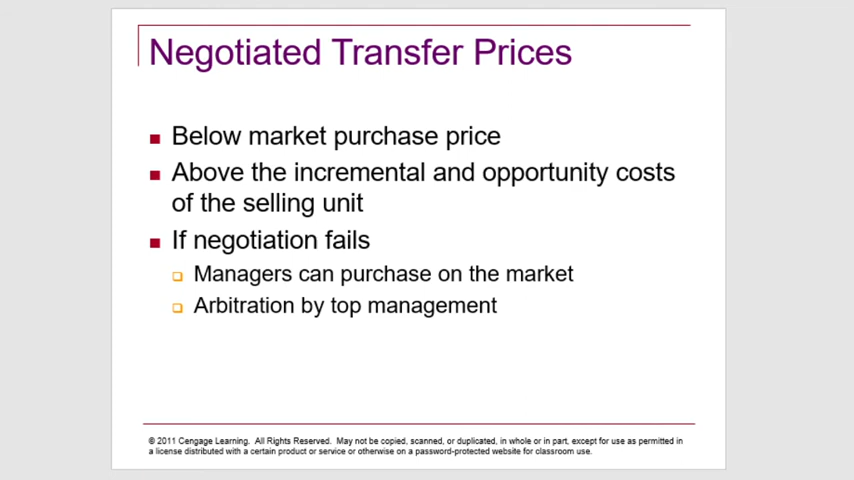 Negotiated Transfer Prices
Below market purchase price
Above the incremental and opportunity costs
of the selling unit
If negotiation fails
Managers can purchase on the market
Arbitration by top management
© 2011 Cengage Learning. All Rights Reserved. May not be copied, scanned, or duplicated, in whole or in part, except for use as permitted in
a license distributed with a certain product or service or otherwise on a password-protected website for classroom use.